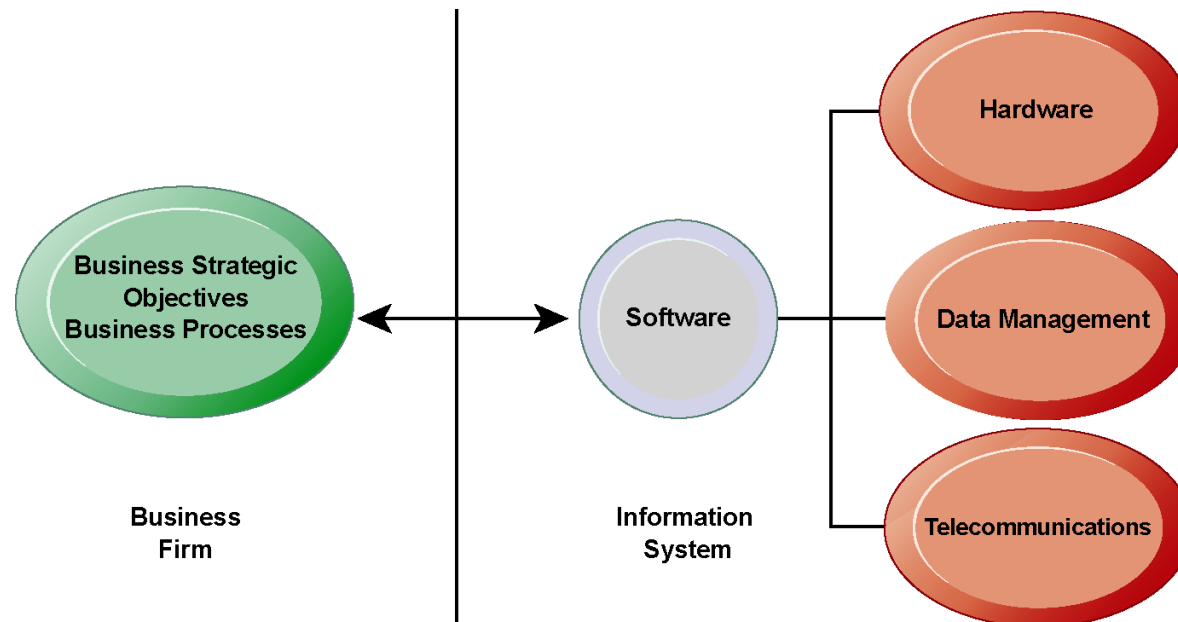 Hardware
Business Strategic
Objectives
Business Processes
Software
Data Management
Telecommunications
Business
Firm
Information
System